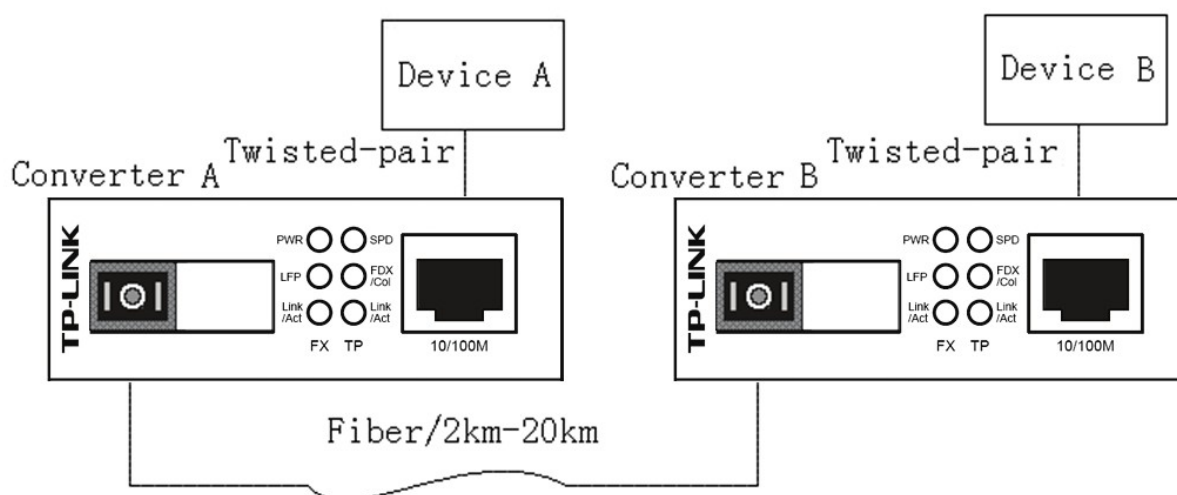 Device A
Device B
Twisted-pair
Twisted-pair
Converter A
Converter B
TP-LINK
PWR SPD
LFP FDX /Col
Link /Act Link /Act
FX TP
10/100M
TP-LINK
PWR SPD
LFP FDX /Col
Link /Act Link /Act
FX TP
10/100M
Fiber/2km-20km